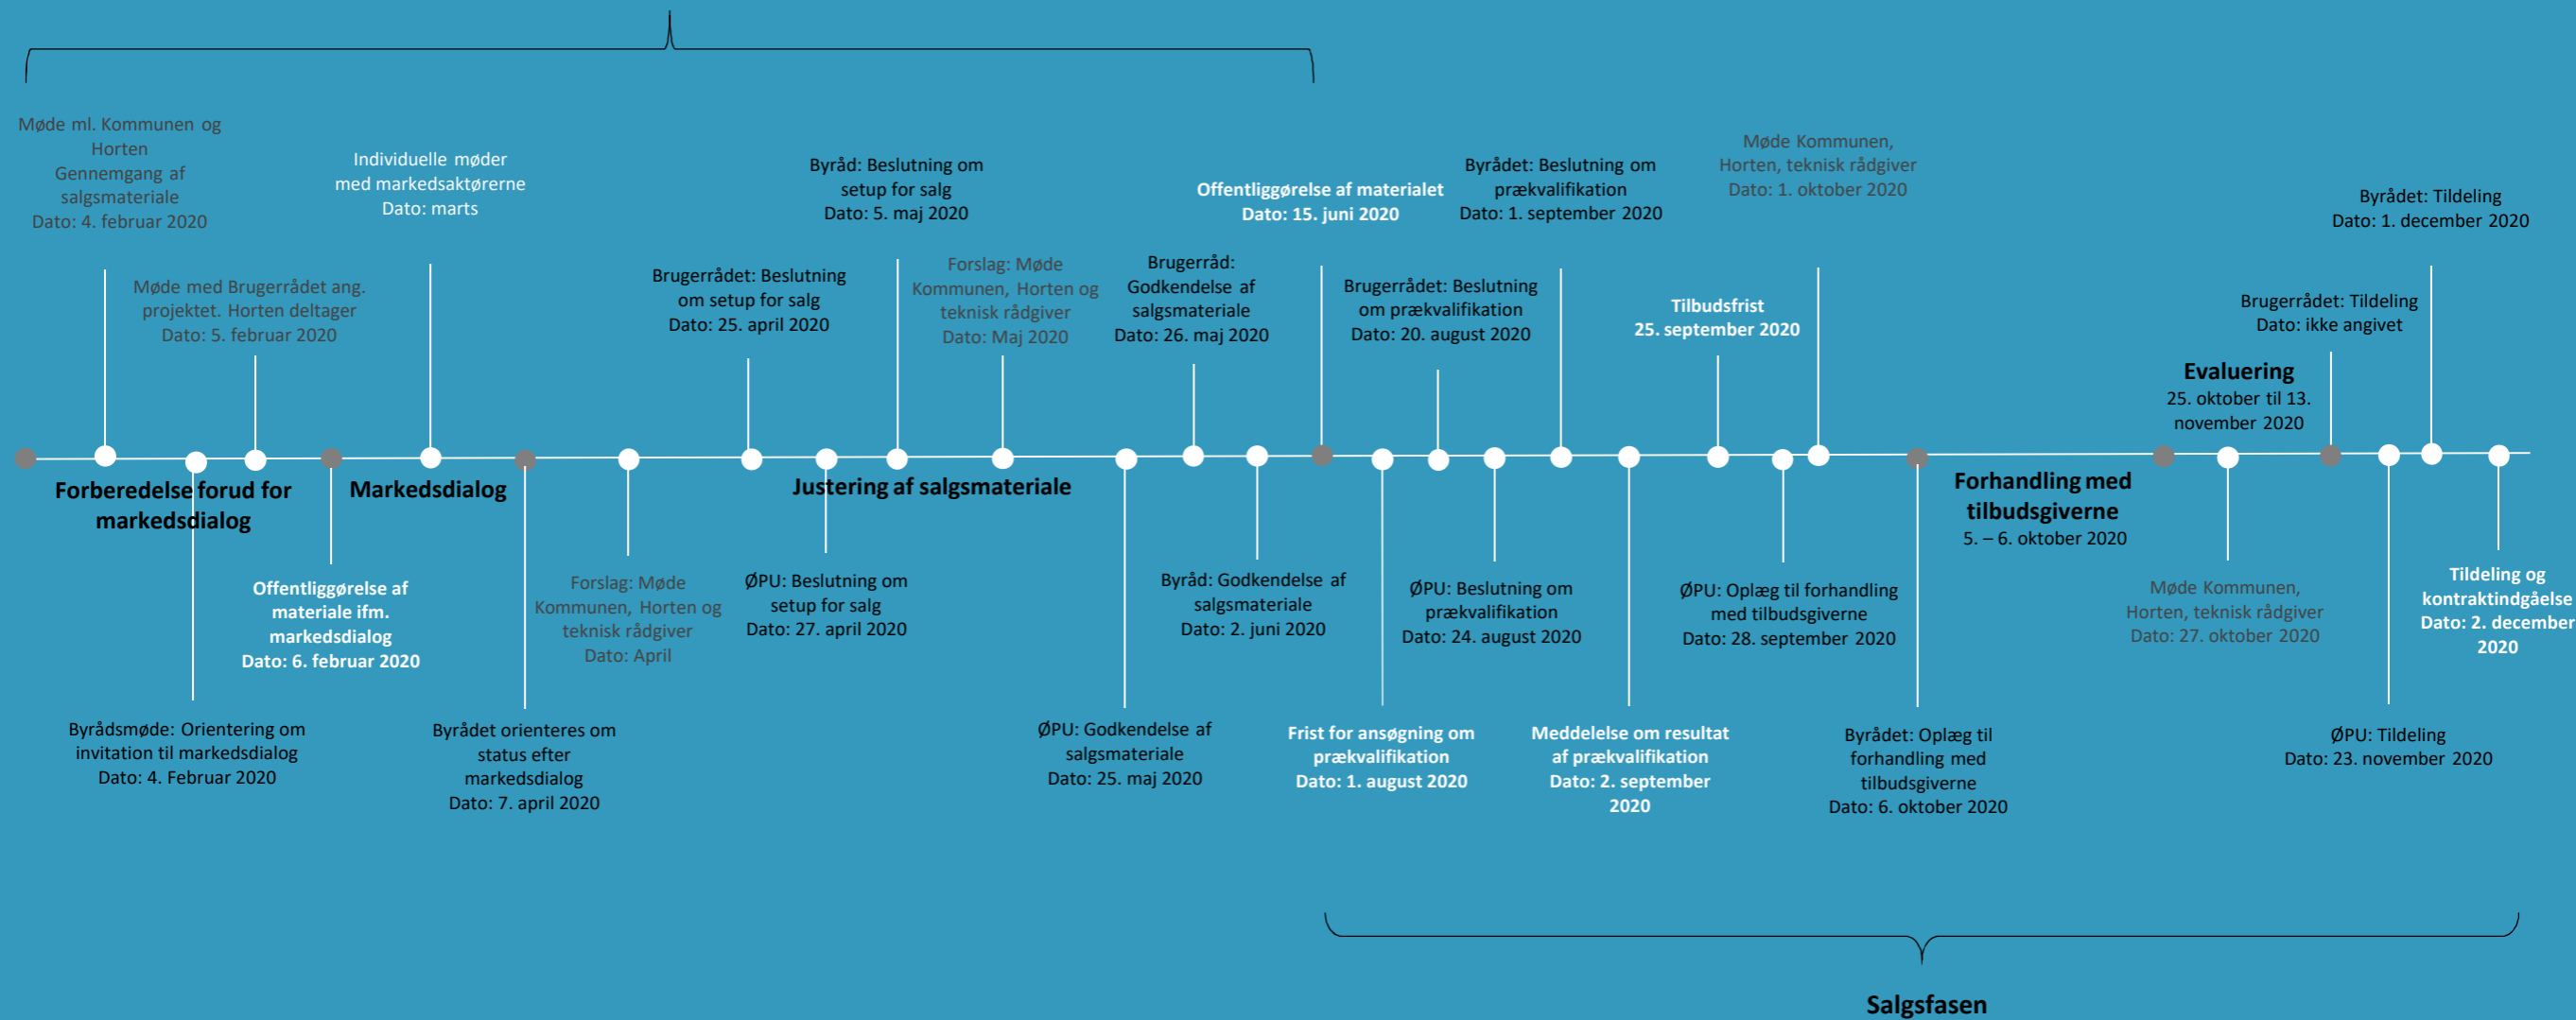 Møde ml. Kommunen og
Horten
Gennemgang af
salgsmateriale
Dato: 4. februar 2020
Møde med Brugerrådet ang.
projektet. Horten deltager
Dato: 5. februar 2020
Individuelle møder
med markedsaktørerne
Dato: marts
Brugerrådet: Beslutning
om setup for salg
Dato: 25. april 2020
Byråd: Beslutning om
setup for salg
Dato: 5. maj 2020
Forslag: Møde
Kommunen, Horten og
teknisk rådgiver
Dato: Maj 2020
Brugerråd:
Godkendelse af
salgsmateriale
Dato: 26. maj 2020
Offentliggørelse af materialet
Dato: 15. juni 2020
Brugerrådet: Beslutning
om prækvalifikation
Dato: 20. august 2020
Byrådet: Beslutning om
prækvalifikation
Dato: 1. september 2020
Tilbudsfrist
25. september 2020
Møde Kommunen,
Horten, teknisk rådgiver
Dato: 1. oktober 2020
Evaluering
25. oktober til 13.
november 2020
Brugerrådet: Tildeling
Dato: ikke angivet
Byrådet: Tildeling
Dato: 1. december 2020
Forberedelse forud for
markedsdialog
Markedsdialog
Justering af salgsmateriale
Forhandling med
tilbudsgiverne
5. – 6. oktober 2020
Byrådsmøde: Orientering om
invitation til markedsdialog
Dato: 4. Februar 2020
Offentliggørelse af
materiale ifm.
markedsdialog
Dato: 6. februar 2020
Byrådet orienteres om
status efter
markedsdialog
Dato: 7. april 2020
Forslag: Møde
Kommunen, Horten og
teknisk rådgiver
Dato: April
ØPU: Beslutning om
setup for salg
Dato: 27. april 2020
ØPU: Godkendelse af
salgsmateriale
Dato: 25. maj 2020
Byråd: Godkendelse af
salgsmateriale
Dato: 2. juni 2020
Frist for ansøgning om
prækvalifikation
Dato: 1. august 2020
ØPU: Beslutning om
prækvalifikation
Dato: 24. august 2020
Meddelelse om resultat
af prækvalifikation
Dato: 2. september
2020
ØPU: Oplæg til forhandling
med tilbudsgiverne
Dato: 28. september 2020
Byrådet: Oplæg til
forhandling med
tilbudsgiverne
Dato: 6. oktober 2020
Møde Kommunen,
Horten, teknisk rådgiver
Dato: 27. oktober 2020
ØPU: Tildeling
Dato: 23. november 2020
Tildeling og
kontraktindgåelse
Dato: 2. december
2020
Salgsfasen